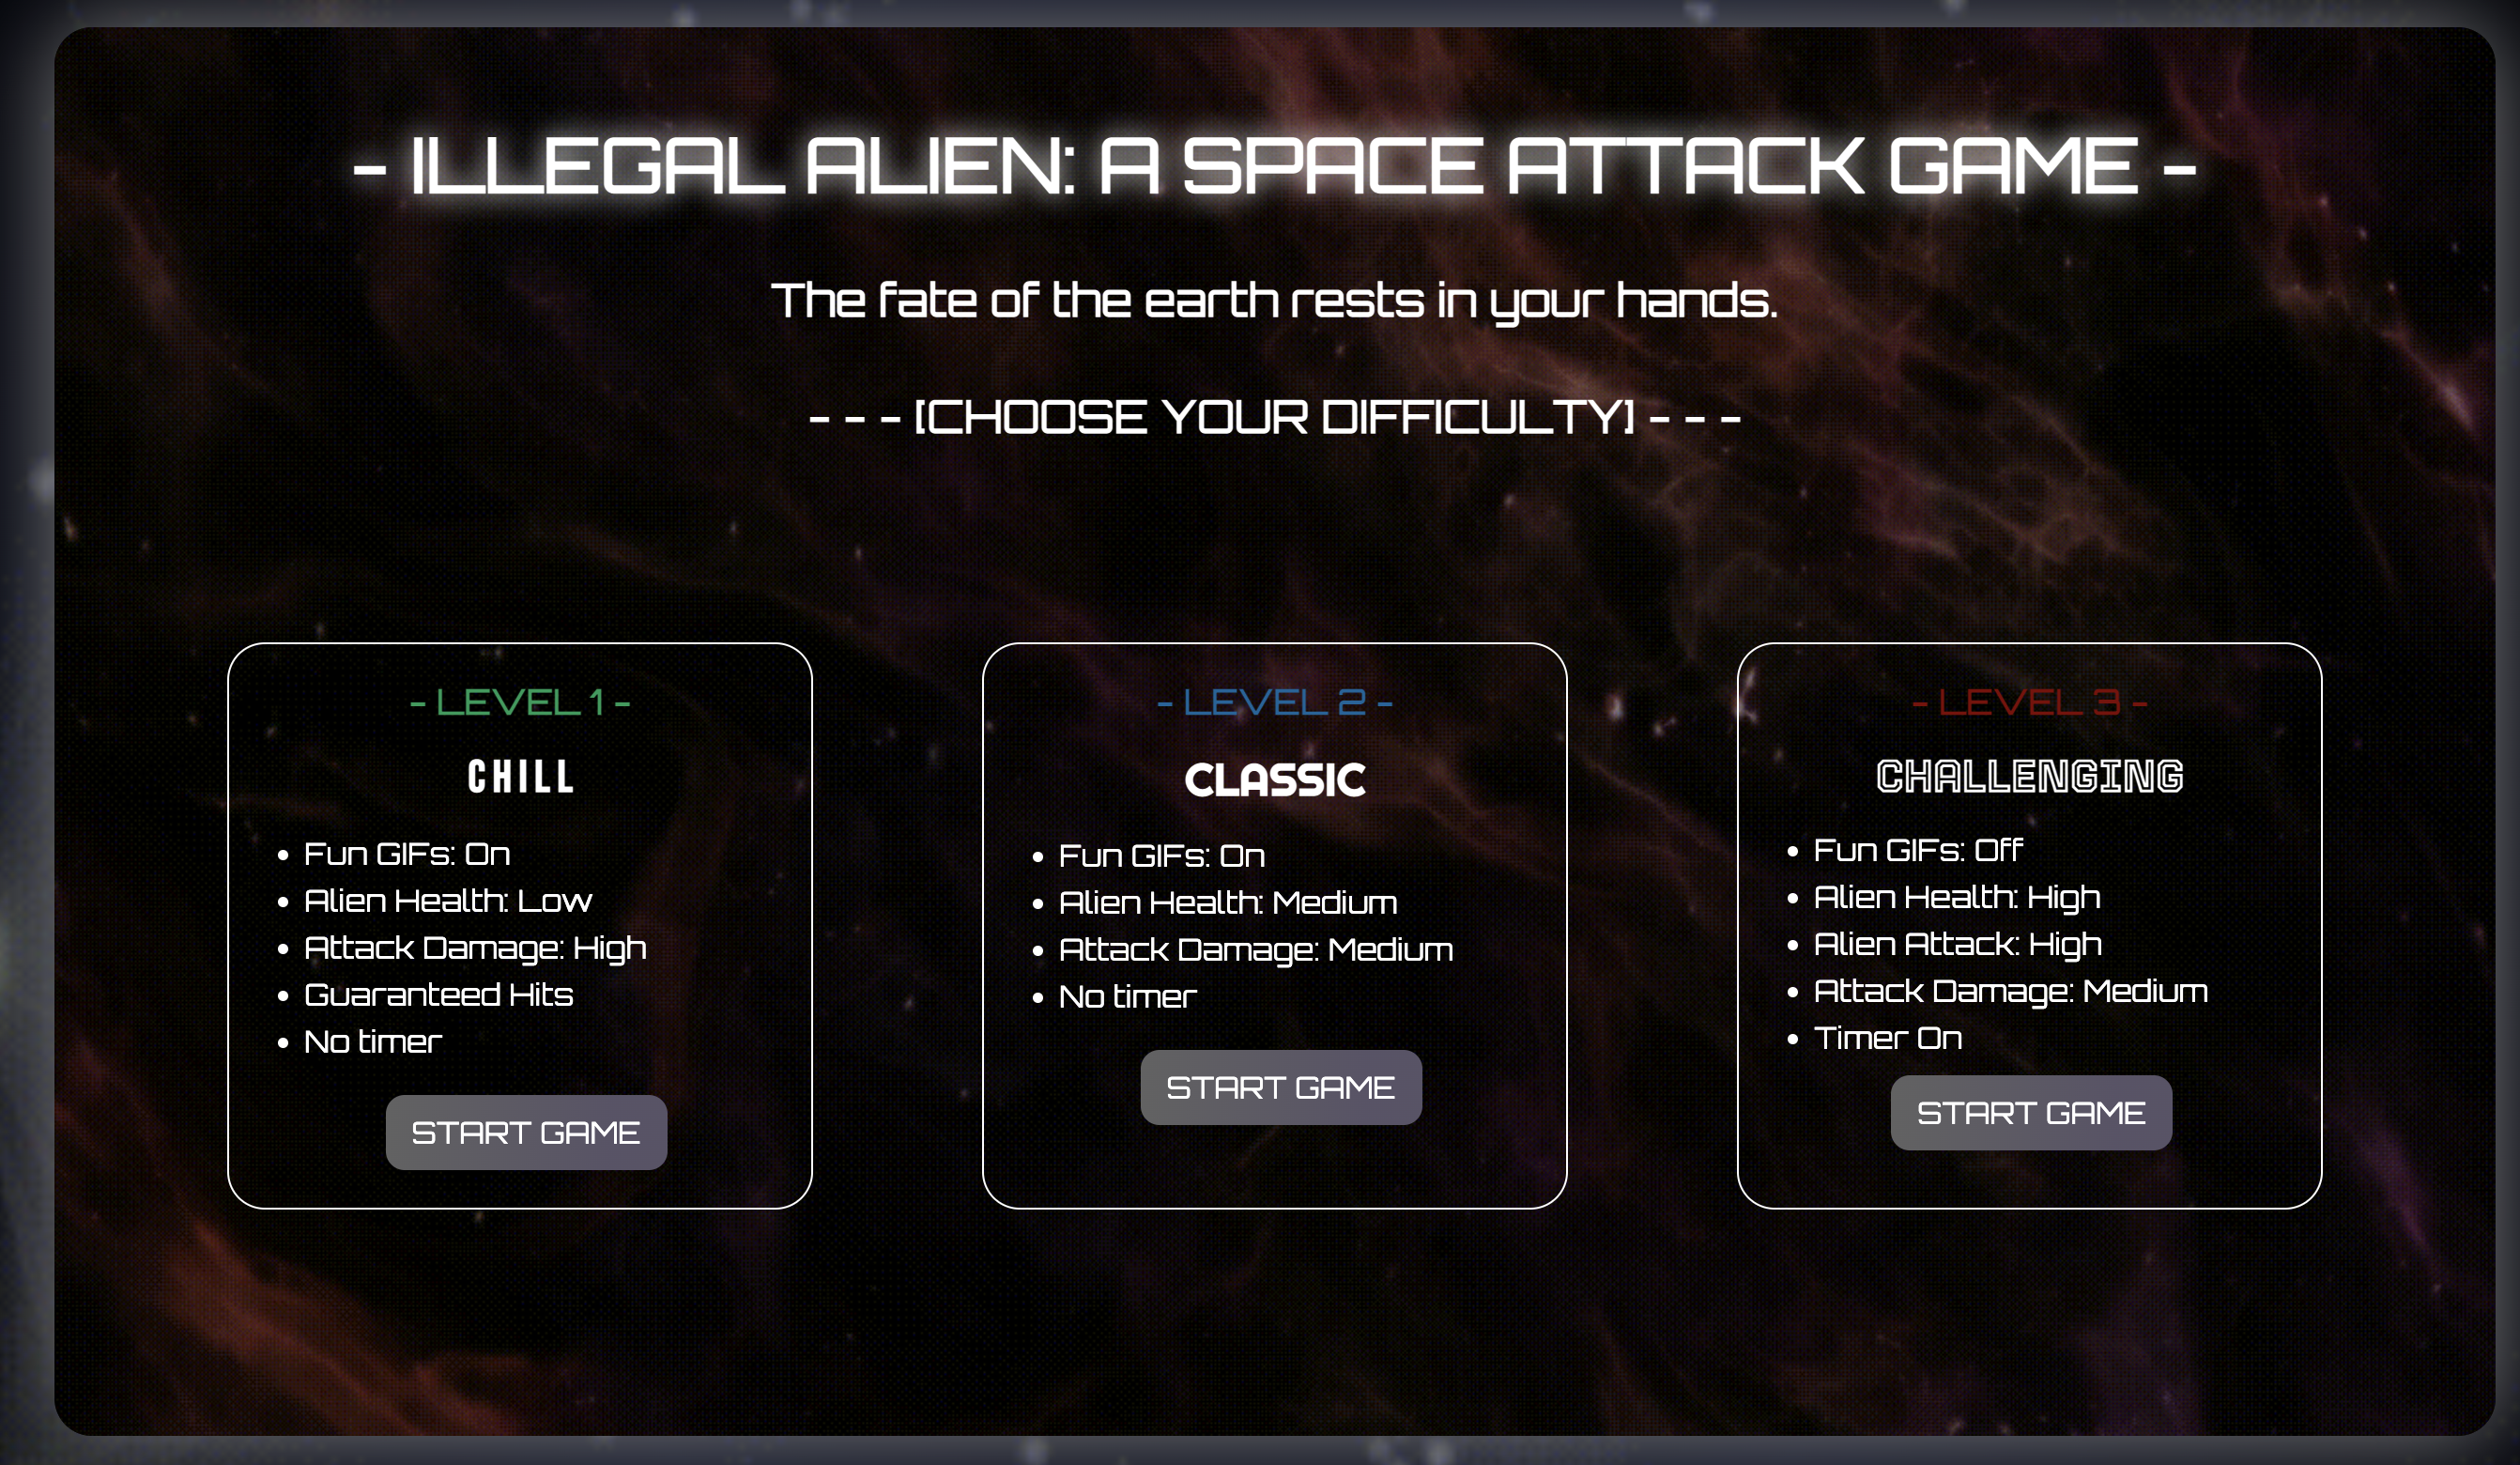 - ILLEGAL ALIEN: A SPACE ATTACK GAME -
The fate of the earth rests in your hands.
- - - [CHOOSE YOUR DIFFICULTY] - - -
- LEVEL 1 -
CHILL
• Fun GIFs: On
• Alien Health: Low
• Attack Damage: High
• Guaranteed Hits
• No timer
START GAME
- LEVEL 2 -
CLASSIC
• Fun GIFs: On
• Alien Health: Medium
• Attack Damage: Medium
• No timer
START GAME
- LEVEL 3 -
CHALLENGING
• Fun GIFs: Off
• Alien Health: High
• Alien Attack: High
• Attack Damage: Medium
• Timer On
START GAME